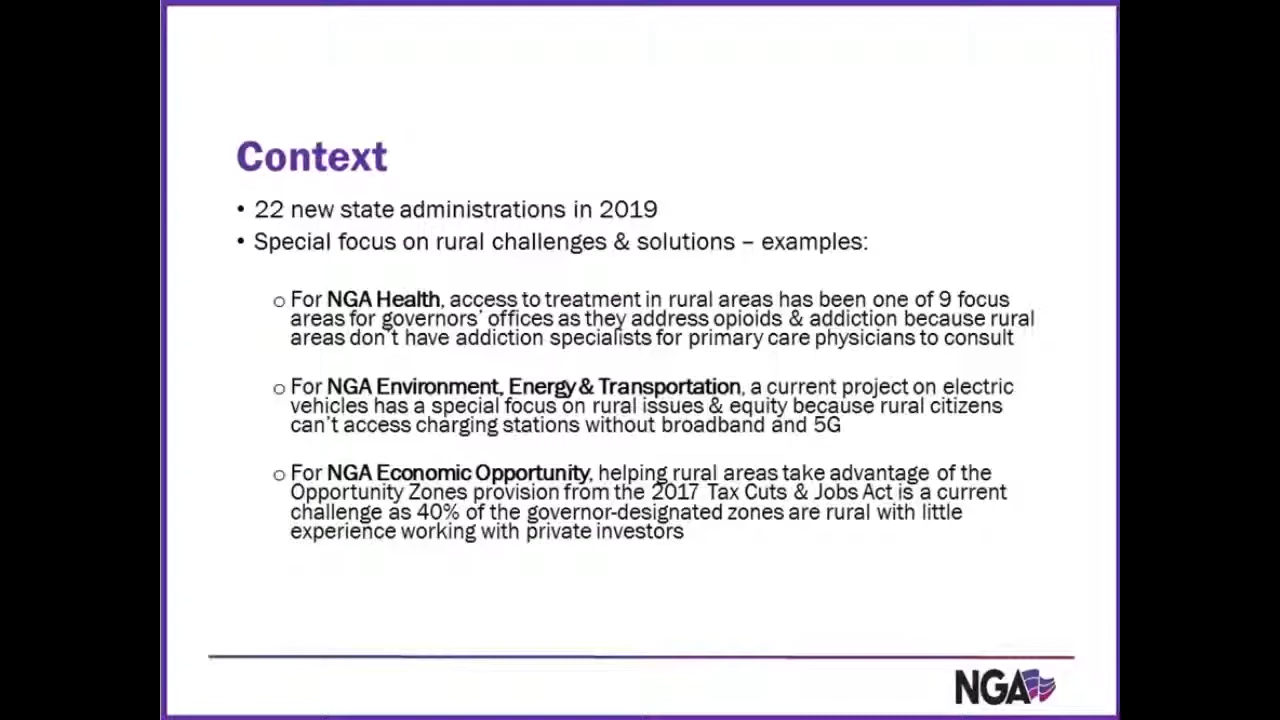 Context
• 22 new state administrations in 2019
• Special focus on rural challenges & solutions – examples:
o For NGA Health, access to treatment in rural areas has been one of 9 focus
areas for governors’ offices as they address opioids & addiction because rural
areas don’t have addiction specialists for primary care physicians to consult
o For NGA Environment, Energy & Transportation, a current project on electric
vehicles has a special focus on rural issues & equity because rural citizens
can’t access charging stations without broadband and 5G
o For NGA Economic Opportunity, helping rural areas take advantage of the
Opportunity Zones provision from the 2017 Tax Cuts & Jobs Act is a current
challenge as 40% of the governor-designated zones are rural with little
experience working with private investors
NGA